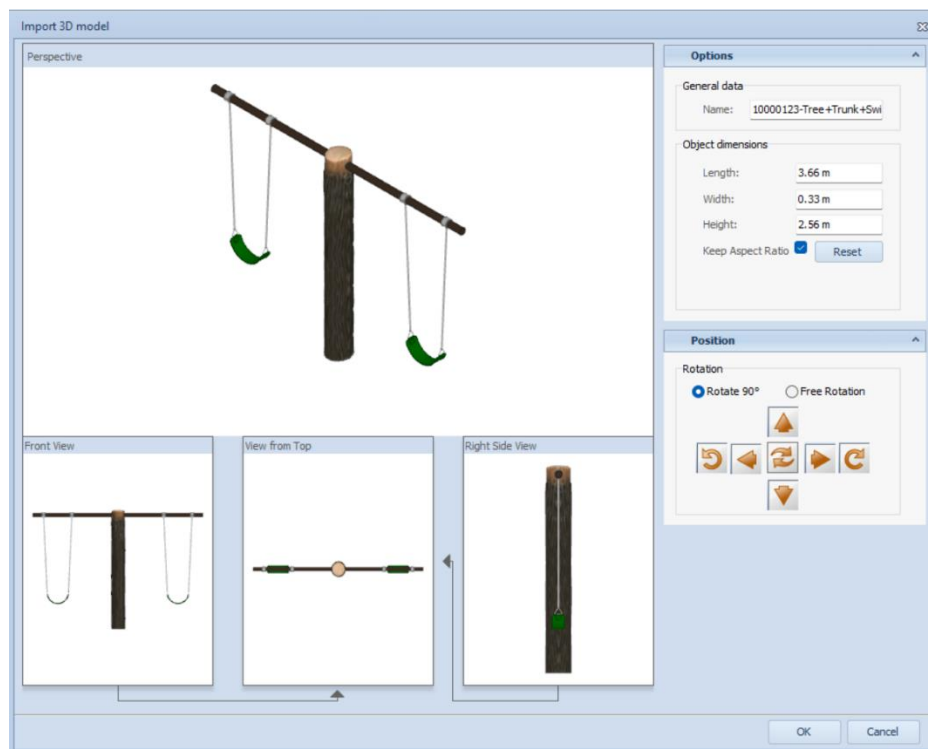 Import 3D model
Perspective
Options
General data
Name: 10000123-Tree+Trunk+Swi
Object dimensions
Length: 3.66 m
Width: 0.33 m
Height: 2.56 m
Keep Aspect Ratio Reset
Position
Rotation
Rotate 90° Free Rotation
Front View
View from Top
Right Side View
OK Cancel